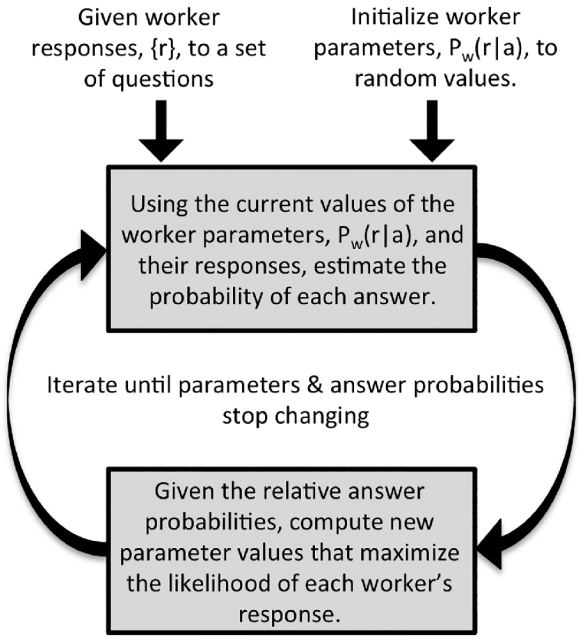 Given worker
responses, {r}, to a set
of questions
Initialize worker
parameters, Pw(r|a), to
random values.
Using the current values of the
worker parameters, Pw(r|a), and
their responses, estimate the
probability of each answer.
Iterate until parameters & answer probabilities
stop changing
Given the relative answer
probabilities, compute new
parameter values that maximize
the likelihood of each worker’s
response.